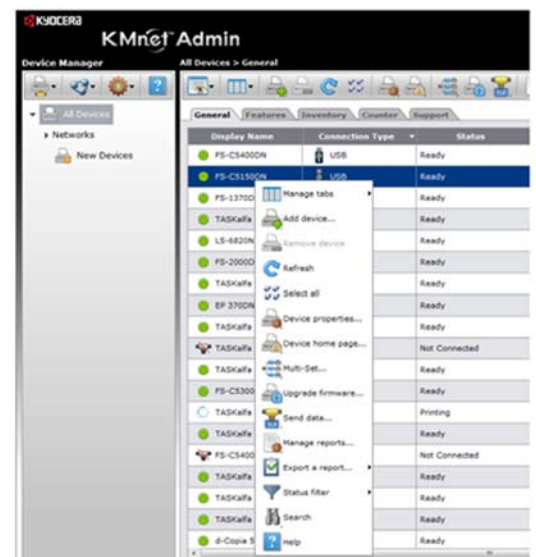 KYOCERA
KMnet Admin
Device Manager
All Devices > General
All Devices
Networks
New Devices
General Features Inventory Counter Support
Display Name Connection Type Status
FS-C5400DN USB Ready
FS-C5150DN USB Ready
FS-1370D Ready
TASKalfa Ready
LS-6820N Ready
FS-2000D Ready
TASKalfa Ready
EP 370DN Ready
TASKalfa Ready
TASKalfa Not Connected
TASKalfa Ready
FS-C5300 Ready
TASKalfa Printing
TASKalfa Ready
FS-C5400 Not Connected
TASKalfa Ready
TASKalfa Ready
TASKalfa Ready
d-Copia 5 Ready
Manage tabs
Add device...
Remove device
Refresh
Select all
Device properties...
Device home page...
Multi-Set...
Upgrade firmware...
Send data...
Manage reports...
Export a report...
Status filter
Search
Help